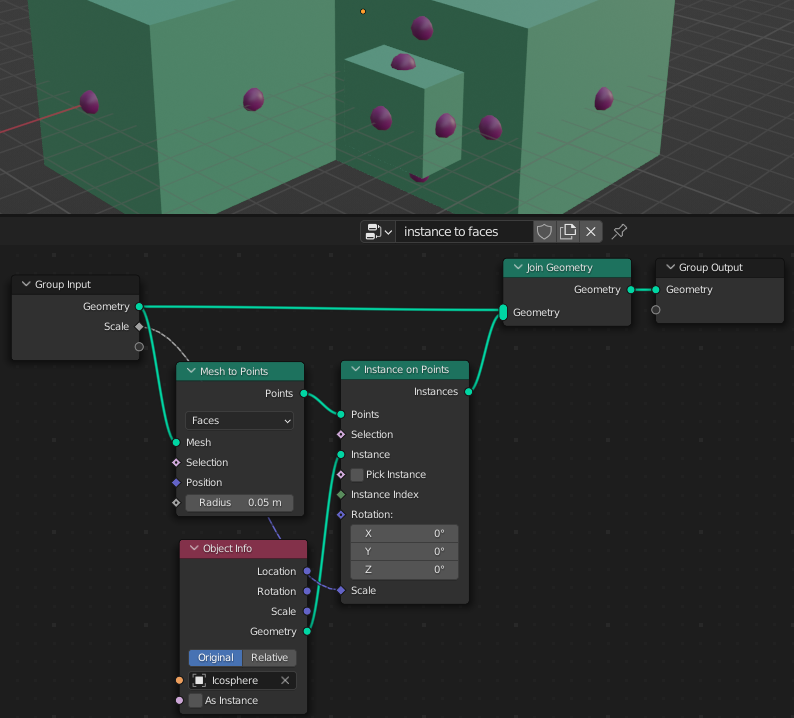 instance to faces
Group Input
Geometry
Scale
Mesh to Points
Points
Faces
Mesh
Selection
Position
Radius 0.05 m
Object Info
Location
Rotation
Scale
Geometry
Original Relative
Icosphere
As Instance
Instance on Points
Instances
Points
Selection
Instance
Pick Instance
Instance Index
Rotation:
X 0°
Y 0°
Z 0°
Scale
Join Geometry
Geometry
Geometry
Group Output
Geometry